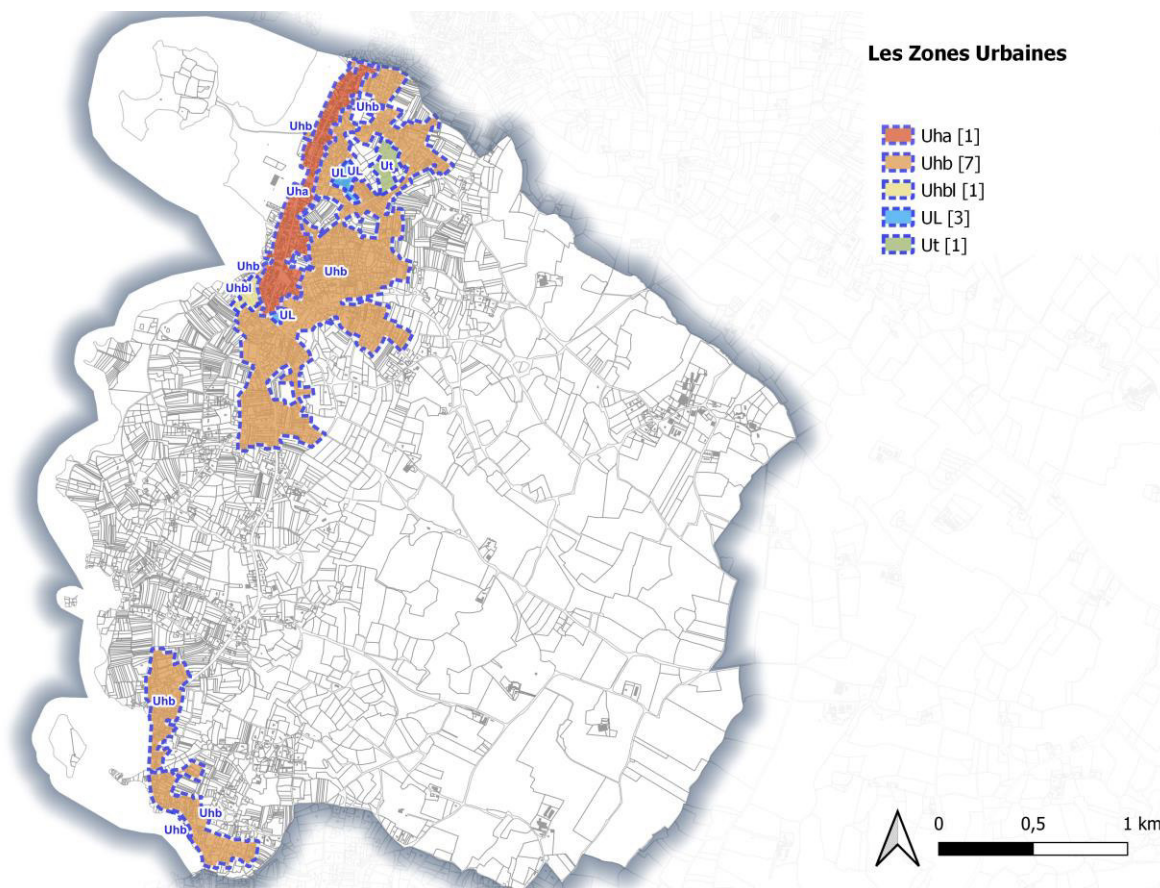 Les Zones Urbaines
Uha [1]
Uhb [7]
Uhbl [1]
UL [3]
Ut [1]
Uhb
Uhb
UL
UL
Ut
Uha
Uhb
Uhb
Uhbl
UL
Uhb
Uhb
Uhb
0 0,5 1 km